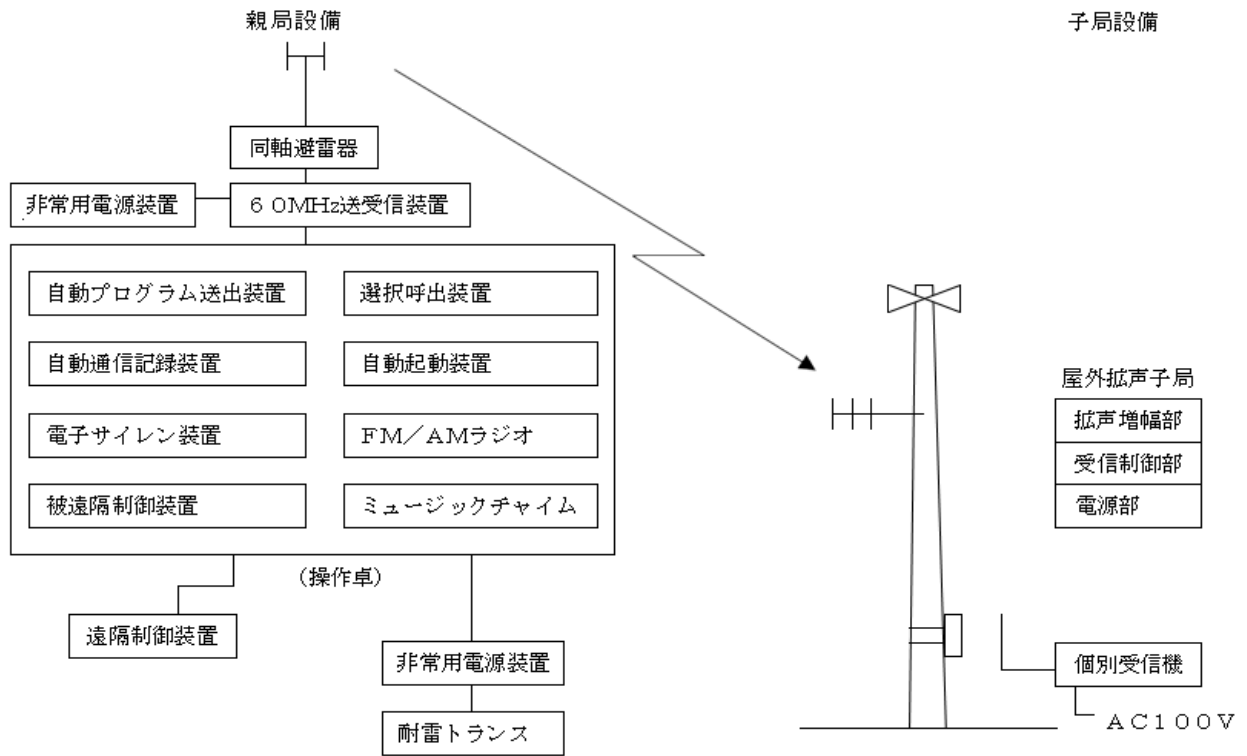 親局設備
子局設備
同軸避雷器
非常用電源装置
６０MHz送受信装置
自動プログラム送出装置
選択呼出装置
自動通信記録装置
自動起動装置
電子サイレン装置
ＦＭ／ＡＭラジオ
被遠隔制御装置
ミュージックチャイム
（操作卓）
遠隔制御装置
非常用電源装置
耐雷トランス
屋外拡声子局
拡声増幅部
受信制御部
電源部
個別受信機
ＡＣ１００Ｖ